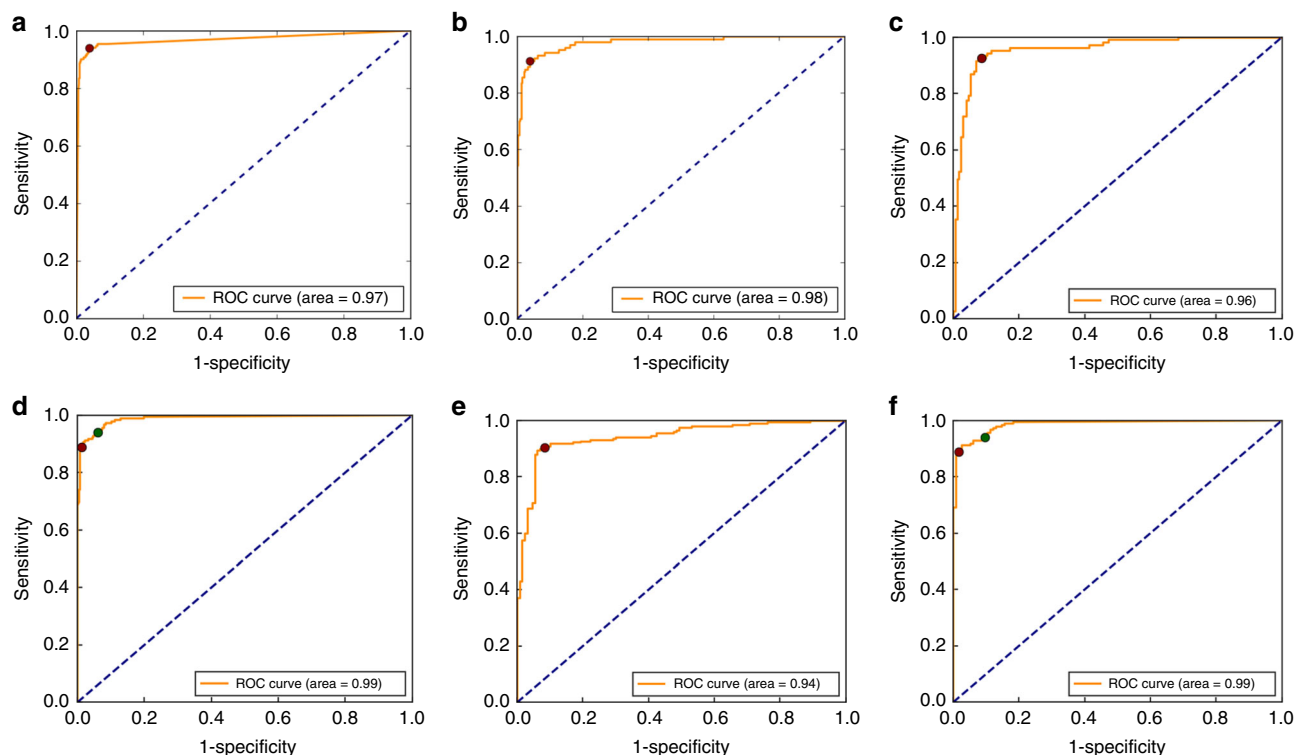 a
1.0
0.8
0.6
0.4
0.2
0.0
Sensitivity
ROC curve (area = 0.97)
0.0 0.2 0.4 0.6 0.8 1.0
1-specificity
b
1.0
0.8
0.6
0.4
0.2
0.0
Sensitivity
ROC curve (area = 0.98)
0.0 0.2 0.4 0.6 0.8 1.0
1-specificity
c
1.0
0.8
0.6
0.4
0.2
0.0
Sensitivity
ROC curve (area = 0.96)
0.0 0.2 0.4 0.6 0.8 1.0
1-specificity
d
1.0
0.8
0.6
0.4
0.2
0.0
Sensitivity
ROC curve (area = 0.99)
0.0 0.2 0.4 0.6 0.8 1.0
1-specificity
e
1.0
0.8
0.6
0.4
0.2
0.0
Sensitivity
ROC curve (area = 0.94)
0.0 0.2 0.4 0.6 0.8 1.0
1-specificity
f
1.0
0.8
0.6
0.4
0.2
0.0
Sensitivity
ROC curve (area = 0.99)
0.0 0.2 0.4 0.6 0.8 1.0
1-specificity